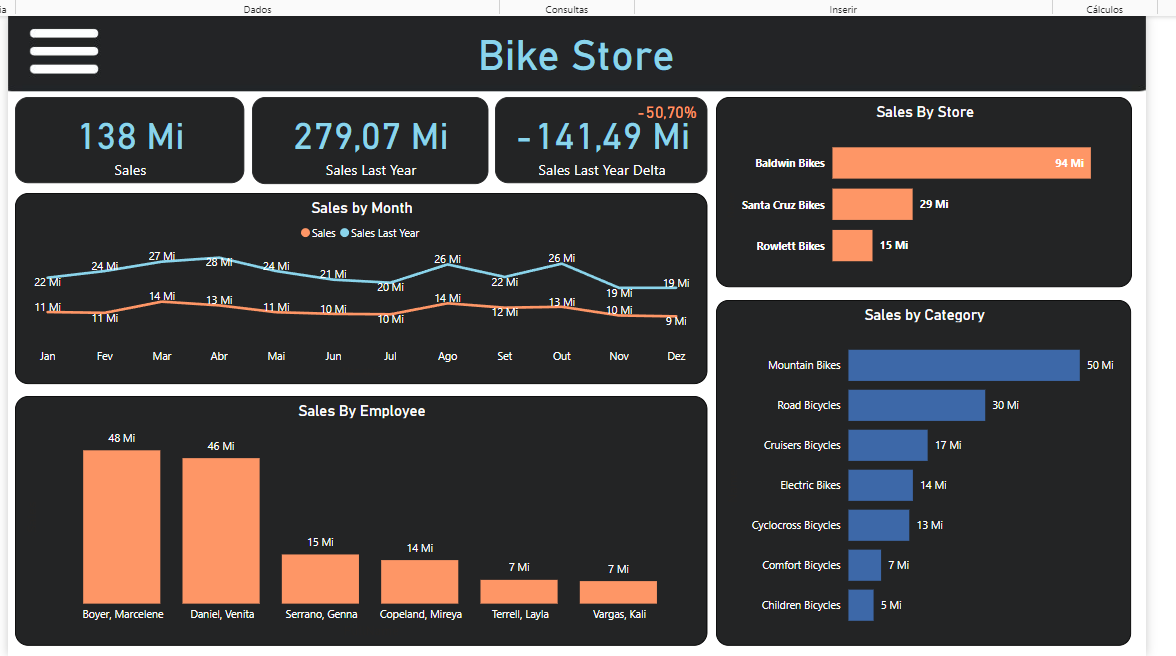 ia
Dados
Consultas
Inserir
Cálculos
Bike Store
138 Mi
Sales
279,07 Mi
Sales Last Year
-50,70%
-141,49 Mi
Sales Last Year Delta
Sales by Month
Sales
Sales Last Year
22 Mi
24 Mi
27 Mi
28 Mi
24 Mi
21 Mi
20 Mi
26 Mi
22 Mi
26 Mi
19 Mi
19 Mi
11 Mi
11 Mi
14 Mi
13 Mi
11 Mi
10 Mi
10 Mi
14 Mi
12 Mi
13 Mi
10 Mi
9 Mi
Jan
Fev
Mar
Abr
Mai
Jun
Jul
Ago
Set
Out
Nov
Dez
Sales By Employee
48 Mi
46 Mi
15 Mi
14 Mi
7 Mi
7 Mi
Boyer, Marcelene
Daniel, Venita
Serrano, Genna
Copeland, Mireya
Terrell, Layla
Vargas, Kali
Sales By Store
Baldwin Bikes
94 Mi
Santa Cruz Bikes
29 Mi
Rowlett Bikes
15 Mi
Sales by Category
Mountain Bikes
50 Mi
Road Bicycles
30 Mi
Cruisers Bicycles
17 Mi
Electric Bikes
14 Mi
Cyclocross Bicycles
13 Mi
Comfort Bicycles
7 Mi
Children Bicycles
5 Mi